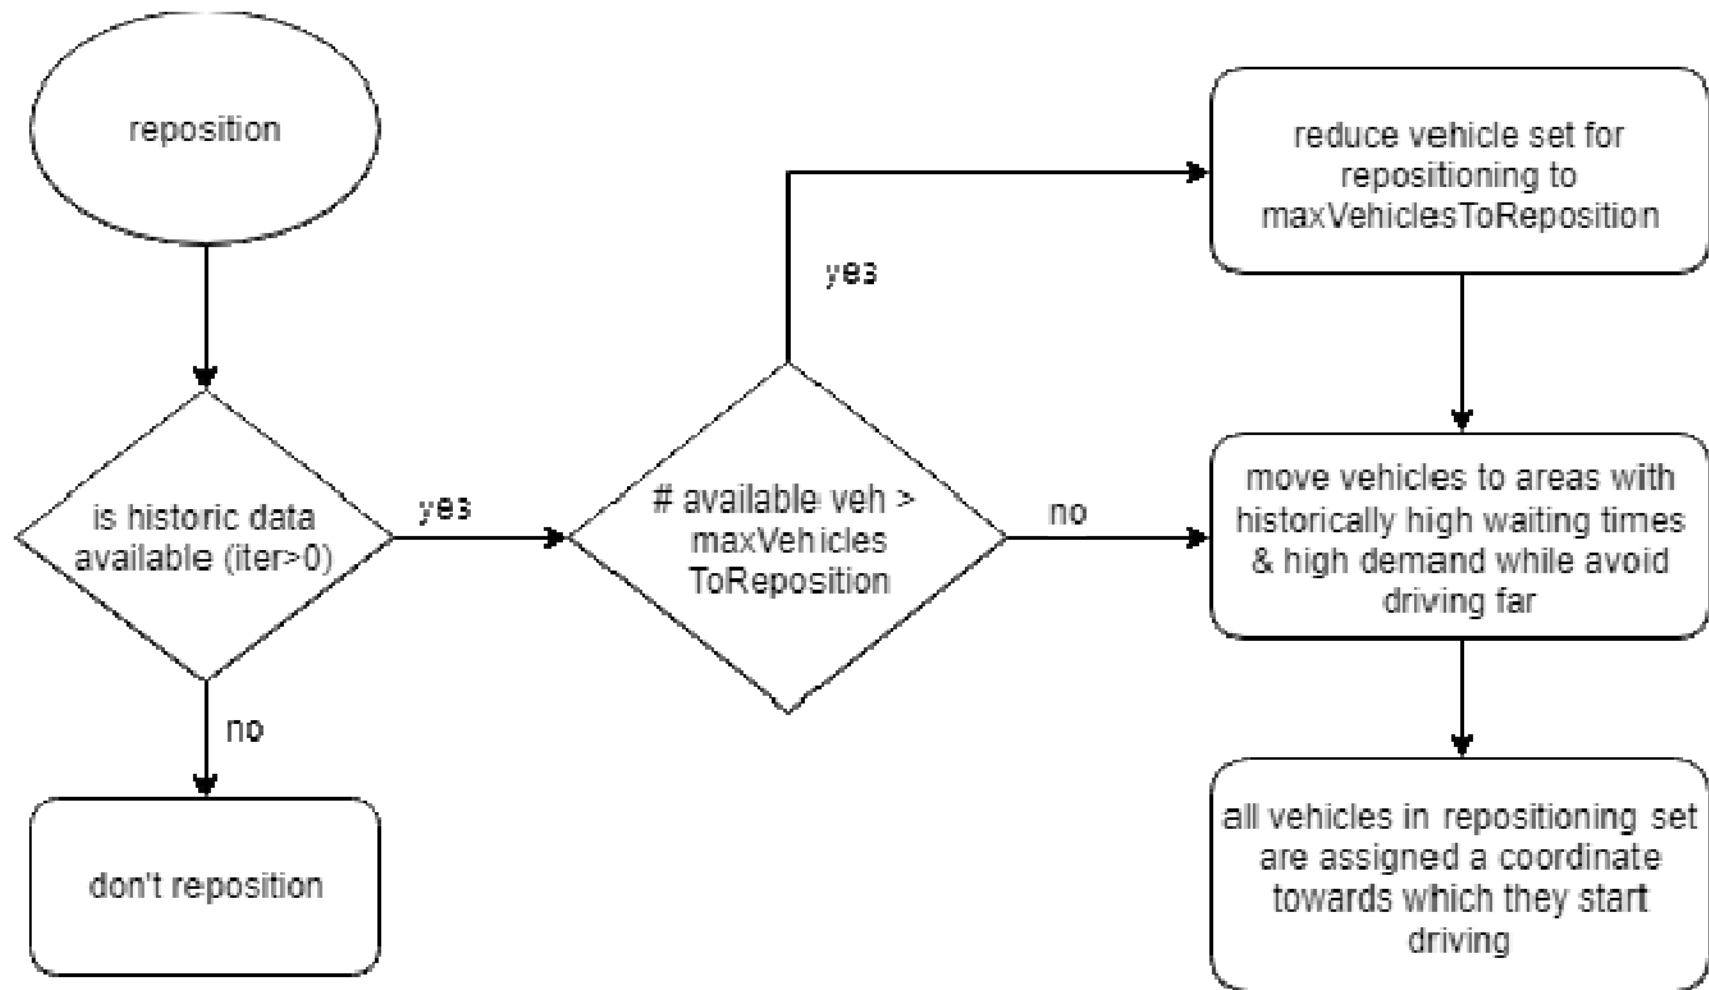 reposition
is historic data
available (iter>0)
yes
no
don't reposition
# available veh >
maxVehicles
ToReposition
yes
no
reduce vehicle set for
repositioning to
maxVehiclesToReposition
move vehicles to areas with
historically high waiting times
& high demand while avoid
driving far
all vehicles in repositioning set
are assigned a coordinate
towards which they start
driving